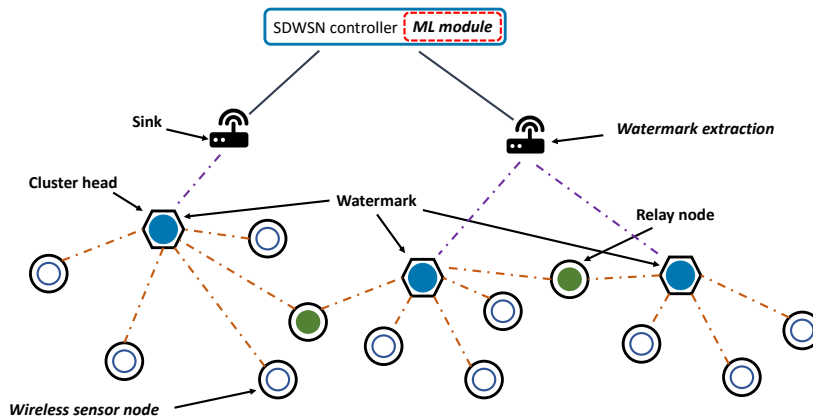 SDWSN controller ML module
Sink
Watermark extraction
Cluster head
Watermark
Relay node
Wireless sensor node